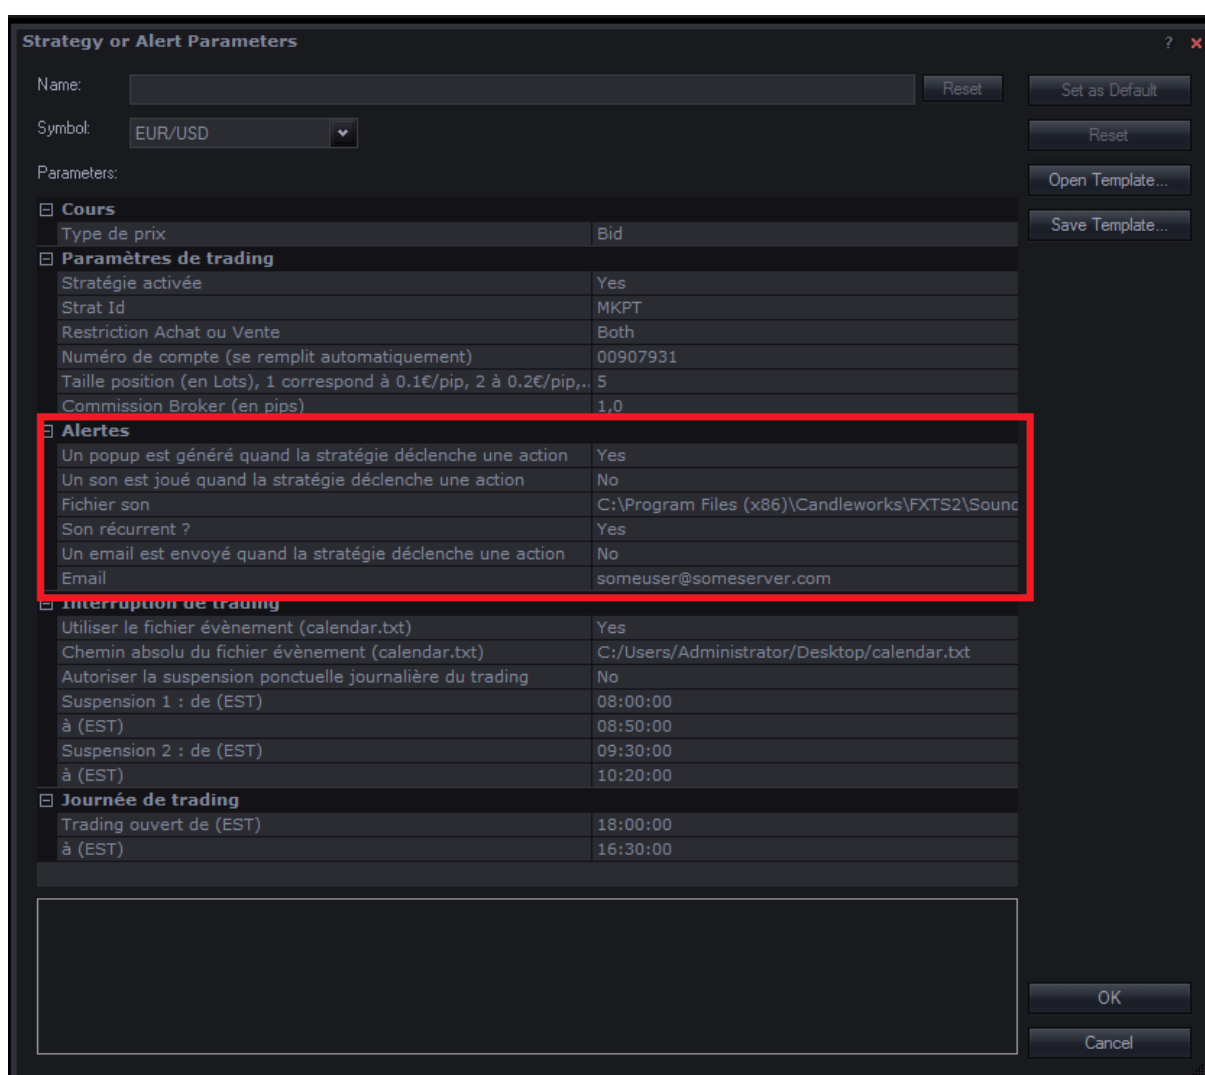 Strategy or Alert Parameters ? ×
Name: Reset Set as Default
Symbol: EUR/USD Reset
Parameters: Open Template...
Save Template...
Cours
Type de prix Bid
Paramètres de trading
Stratégie activée Yes
Strat Id MKPT
Restriction Achat ou Vente Both
Numéro de compte (se remplit automatiquement) 00907931
Taille position (en Lots), 1 correspond à 0.1€/pip, 2 à 0.2€/pip,.. 5
Commission Broker (en pips) 1,0
Alertes
Un popup est généré quand la stratégie déclenche une action Yes
Un son est joué quand la stratégie déclenche une action No
Fichier son C:\Program Files (x86)\Candleworks\FXTS2\Sound
Son récurrent ? Yes
Un email est envoyé quand la stratégie déclenche une action No
Email someuser@someserver.com
Interruption de trading
Utiliser le fichier évènement (calendar.txt) Yes
Chemin absolu du fichier évènement (calendar.txt) C:/Users/Administrator/Desktop/calendar.txt
Autoriser la suspension ponctuelle journalière du trading No
Suspension 1 : de (EST) 08:00:00
à (EST) 08:50:00
Suspension 2 : de (EST) 09:30:00
à (EST) 10:20:00
Journée de trading
Trading ouvert de (EST) 18:00:00
à (EST) 16:30:00
OK
Cancel